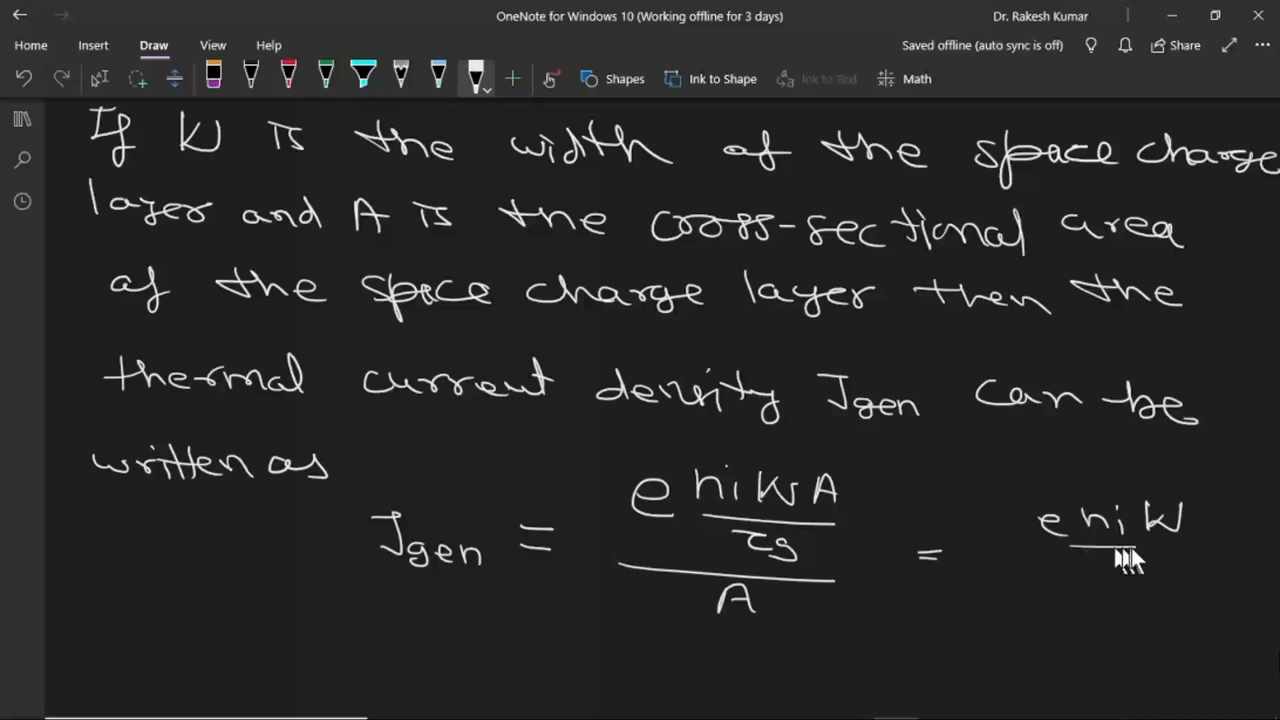 OneNote for Windows 10 (Working offline for 3 days)
Dr. Rakesh Kumar
Home Insert Draw View Help
Saved offline (auto sync is off) Share
Shapes Ink to Shape Ink to Text Math
If W is the width of the space charge
layer and A is the cross-sectional area
of the space charge layer then the
thermal current density Jgen can be
written as
Jgen = e ni W A / τg / A = e ni W